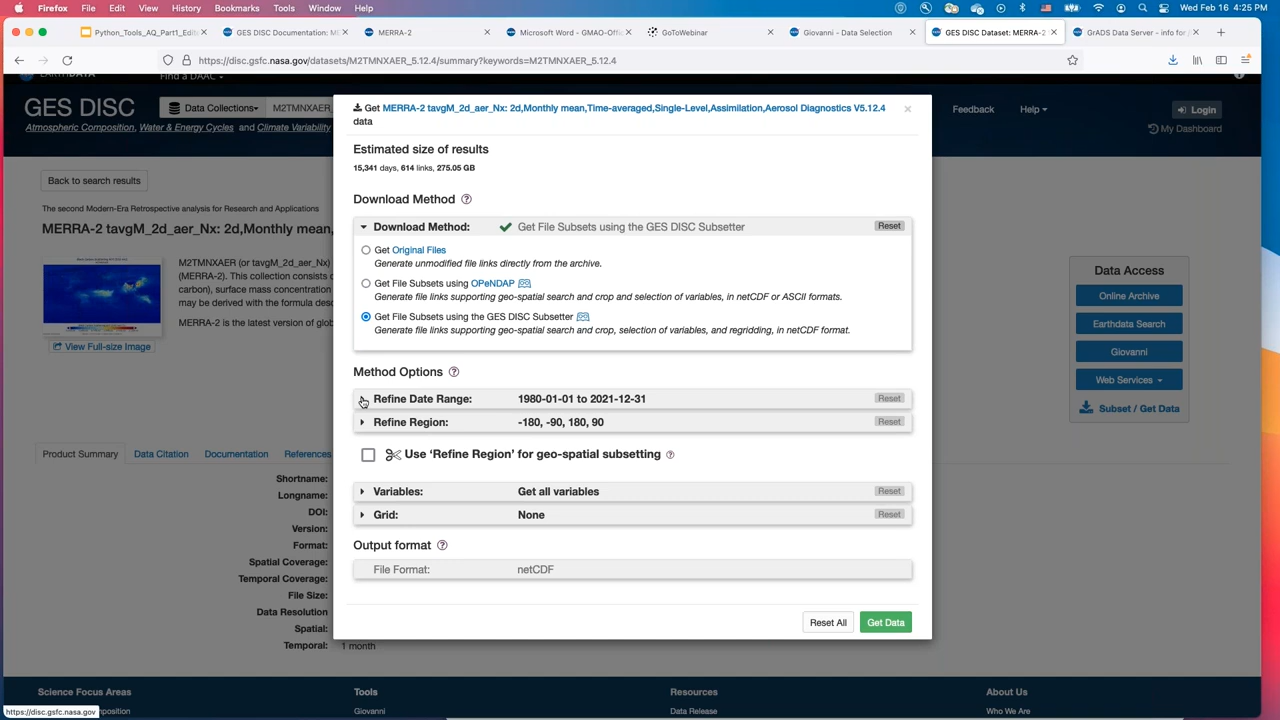 Firefox File Edit View History Bookmarks Tools Window Help Wed Feb 16 4:25 PM
Python_Tools_AQ_Part1_Edit GES DISC Documentation: ME MERRA-2 Microsoft Word - GMAO-Offi GoToWebinar Giovanni - Data Selection GES DISC Dataset: MERRA-2 GrADS Data Server - info for /
https://disc.gsfc.nasa.gov/datasets/M2TMNXAER_5.12.4/summary?keywords=M2TMNXAER_5.12.4
EARTHDATA Find a DAAC
GES DISC Data Collections M2TMNXAER_ Feedback Help Login
Atmospheric Composition, Water & Energy Cycles and Climate Variability My Dashboard
Back to search results
The second Modern-Era Retrospective analysis for Research and Applications
MERRA-2 tavgM_2d_aer_Nx: 2d,Monthly mean,
M2TMNXAER (or tavgM_2d_aer_Nx)
(MERRA-2). This collection consists
carbon), surface mass concentration
may be derived with the formula desc
MERRA-2 is the latest version of glob
View Full-size Image
Get MERRA-2 tavgM_2d_aer_Nx: 2d,Monthly mean,Time-averaged,Single-Level,Assimilation,Aerosol Diagnostics V5.12.4
data
×
Estimated size of results
15,341 days, 614 links, 275.05 GB
Download Method
Download Method: Get File Subsets using the GES DISC Subsetter Reset
Get Original Files
Generate unmodified file links directly from the archive.
Get File Subsets using OPeNDAP
Generate file links supporting geo-spatial search and crop and selection of variables, in netCDF or ASCII formats.
Get File Subsets using the GES DISC Subsetter
Generate file links supporting geo-spatial search and crop, selection of variables, and regridding, in netCDF format.
Method Options
Refine Date Range: 1980-01-01 to 2021-12-31 Reset
Refine Region: -180, -90, 180, 90 Reset
Use ‘Refine Region’ for geo-spatial subsetting
Variables: Get all variables Reset
Grid: None Reset
Output format
File Format: netCDF
Reset All Get Data
Data Access
Online Archive
Earthdata Search
Giovanni
Web Services
Subset / Get Data
Product Summary Data Citation Documentation References
Shortname:
Longname:
DOI:
Version:
Format:
Spatial Coverage:
Temporal Coverage:
File Size:
Data Resolution
Spatial:
Temporal: 1 month
Science Focus Areas Tools Resources About Us
https://disc.gsfc.nasa.gov position Giovanni Data Release Who We Are